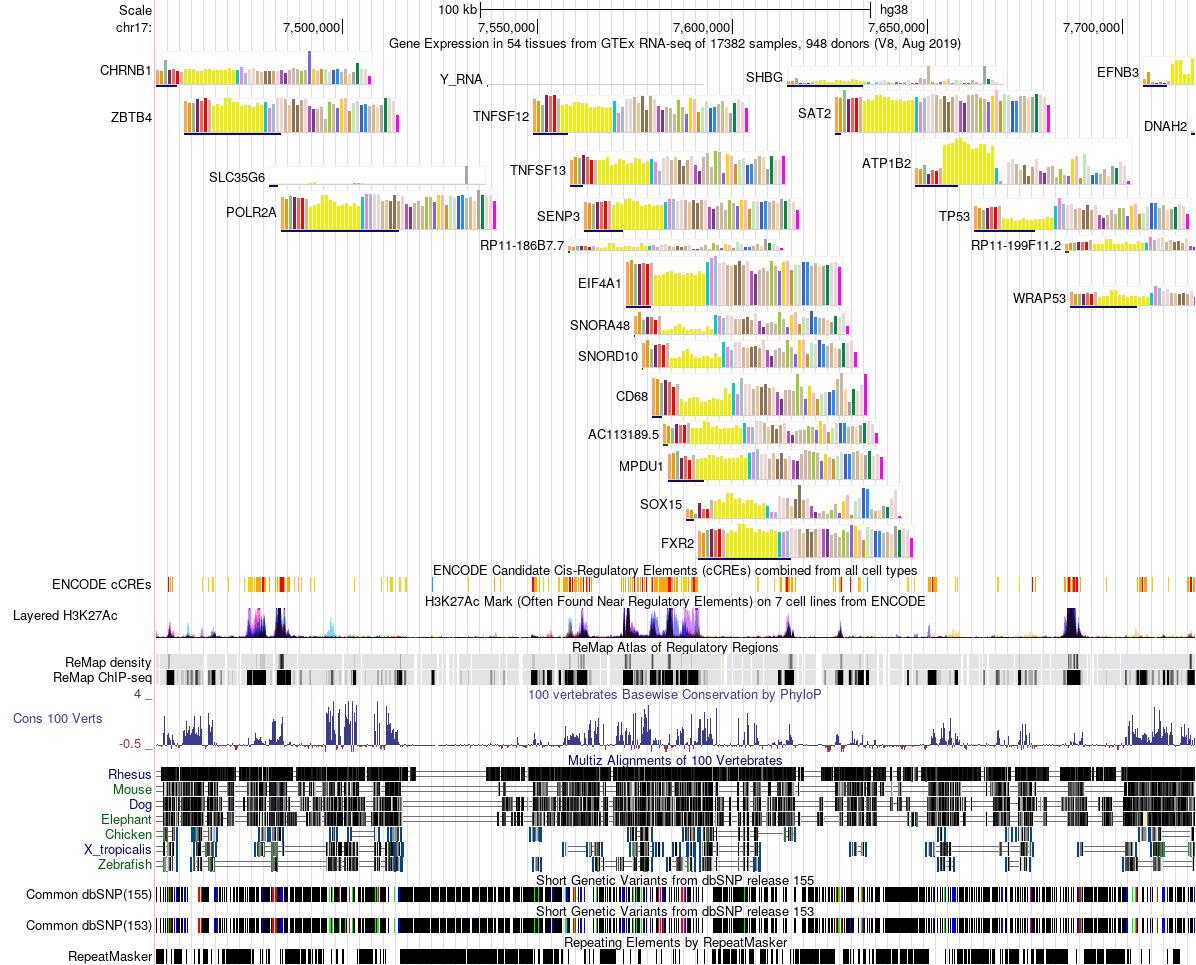 Scale 100 kb hg38
chr17: 7,500,000 7,550,000 7,600,000 7,650,000 7,700,000
Gene Expression in 54 tissues from GTEx RNA-seq of 17382 samples, 948 donors (V8, Aug 2019)
CHRNB1 Y_RNA SHBG EFNB3
ZBTB4 TNFSF12 SAT2 DNAH2
SLC35G6 TNFSF13 ATP1B2
POLR2A SENP3 TP53
RP11-186B7.7 RP11-199F11.2
EIF4A1
WRAP53
SNORA48
SNORD10
CD68
AC113189.5
MPDU1
SOX15
FXR2
ENCODE Candidate Cis-Regulatory Elements (cCREs) combined from all cell types
ENCODE cCREs
H3K27Ac Mark (Often Found Near Regulatory Elements) on 7 cell lines from ENCODE
Layered H3K27Ac
ReMap Atlas of Regulatory Regions
ReMap density
ReMap ChIP-seq
100 vertebrates Basewise Conservation by PhyloP
4 _
Cons 100 Verts
-0.5 _
Multiz Alignments of 100 Vertebrates
Rhesus
Mouse
Dog
Elephant
Chicken
X_tropicalis
Zebrafish
Short Genetic Variants from dbSNP release 155
Common dbSNP(155)
Short Genetic Variants from dbSNP release 153
Common dbSNP(153)
Repeating Elements by RepeatMasker
RepeatMasker